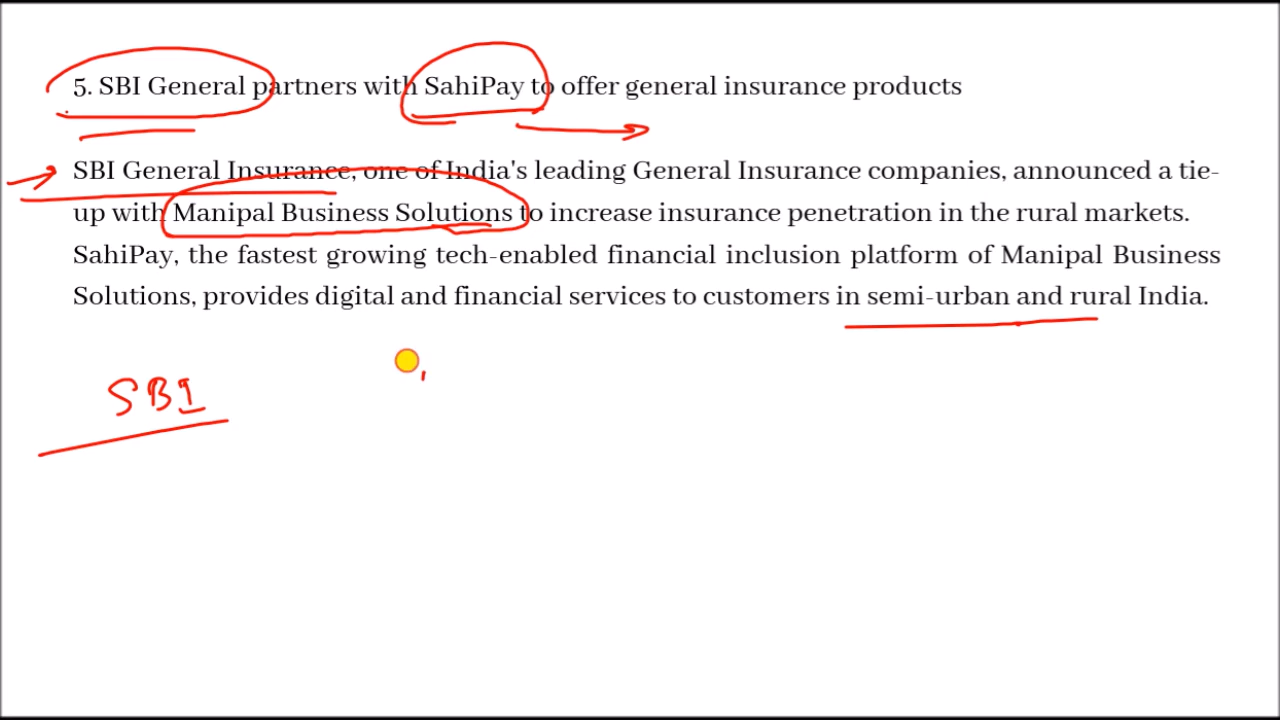 5. SBI General partners with SahiPay to offer general insurance products
SBI General Insurance, one of India's leading General Insurance companies, announced a tie-
up with Manipal Business Solutions to increase insurance penetration in the rural markets.
SahiPay, the fastest growing tech-enabled financial inclusion platform of Manipal Business
Solutions, provides digital and financial services to customers in semi-urban and rural India.
SBI